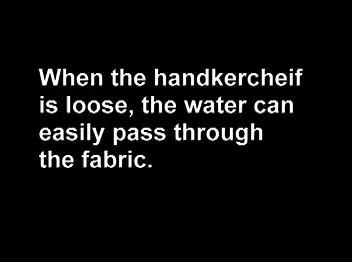 When the handkercheif
is loose, the water can
easily pass through
the fabric.